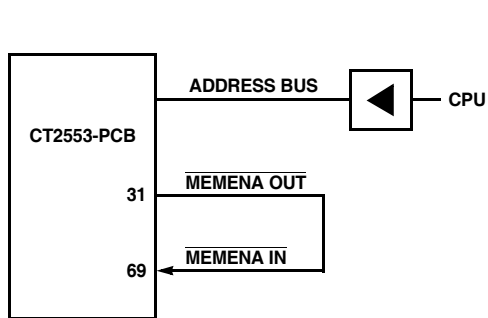 ADDRESS BUS
CPU
CT2553-PCB
31
MEMENA OUT
69
MEMENA IN